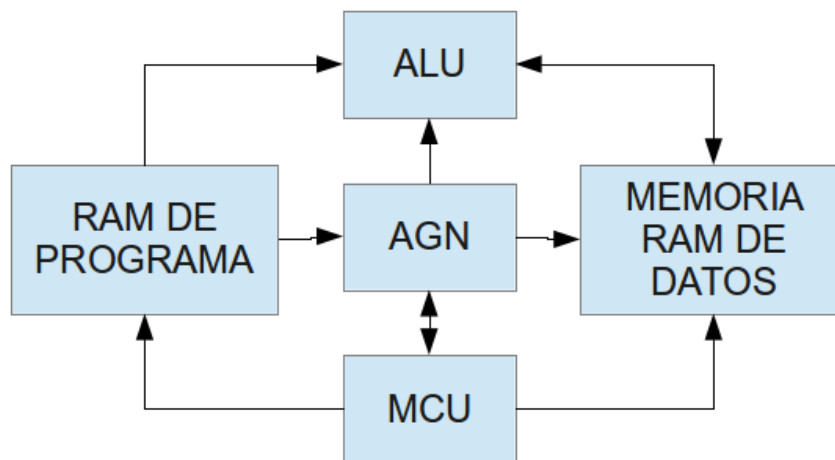 ALU
RAM DE
PROGRAMA
AGN
MEMORIA
RAM DE
DATOS
MCU